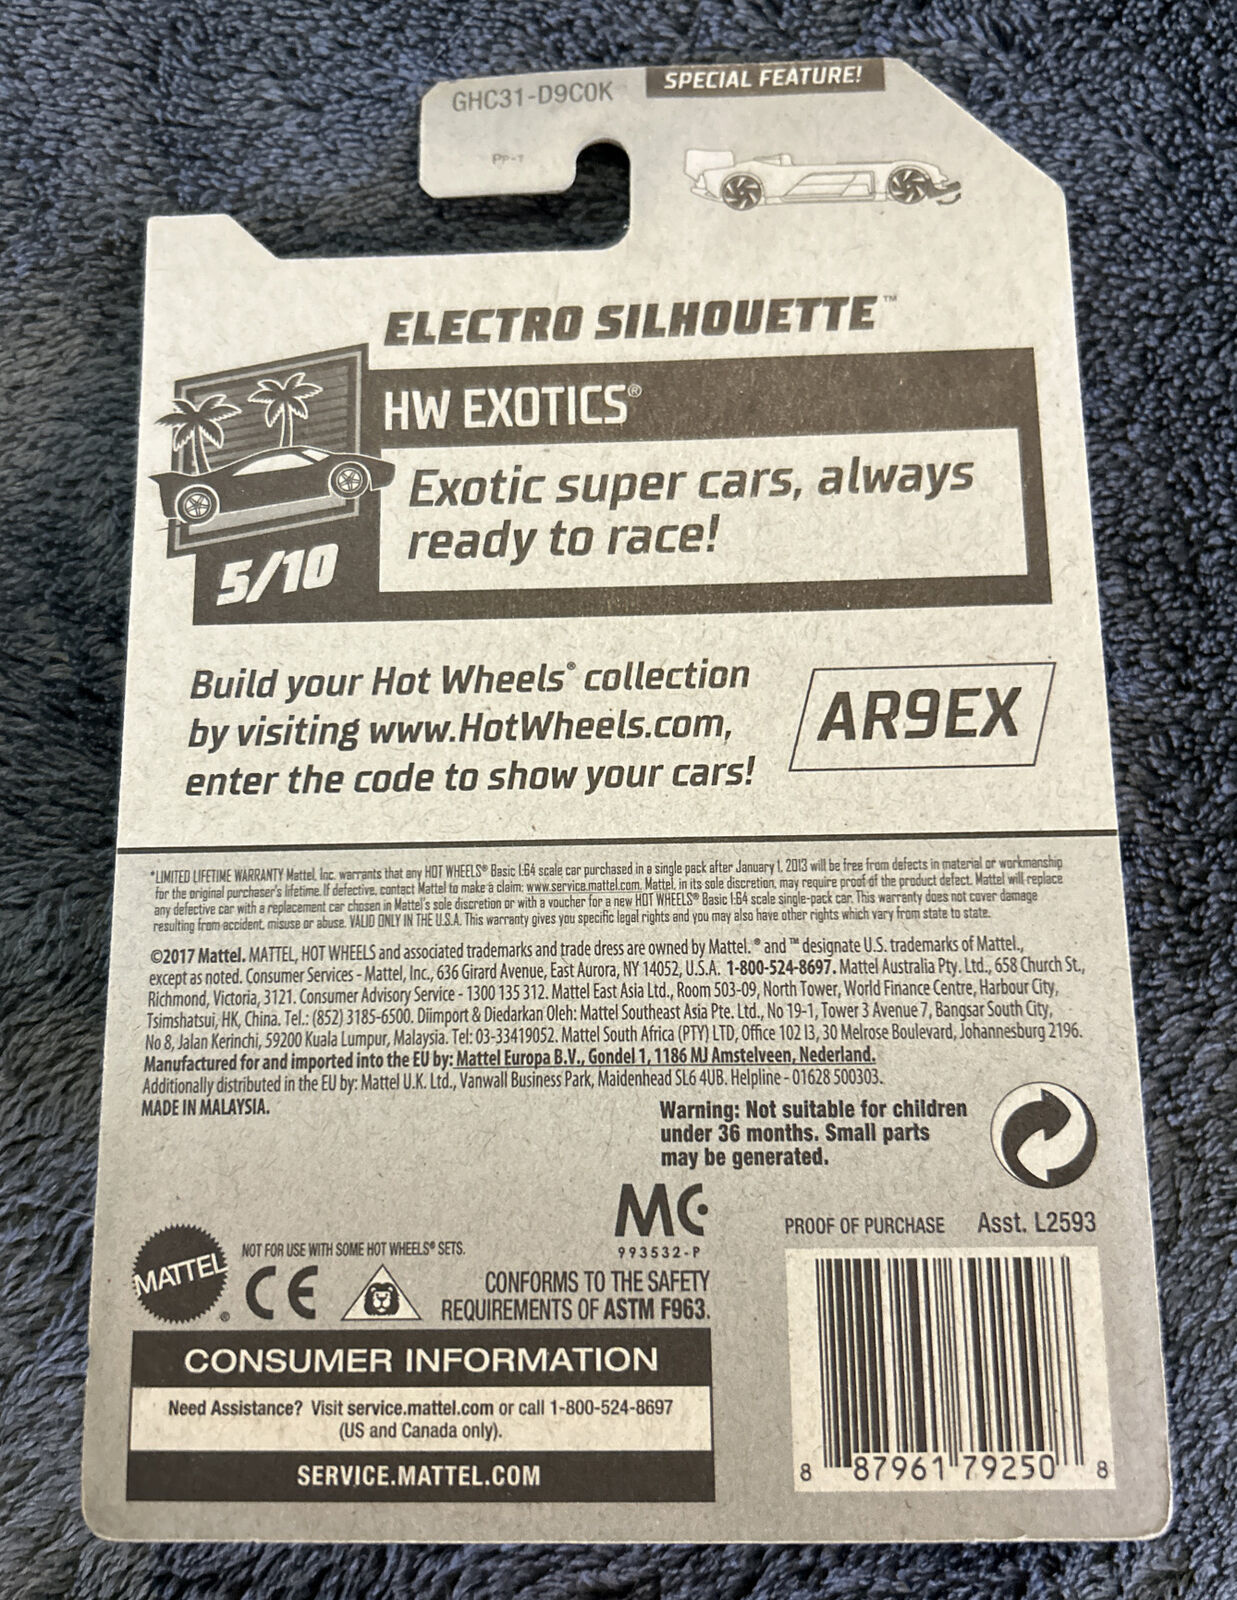 GHC31-D9C0K
SPECIAL FEATURE!
PP-1
ELECTRO SILHOUETTE™
HW EXOTICS®
Exotic super cars, always
ready to race!
5/10
Build your Hot Wheels® collection
by visiting www.HotWheels.com,
enter the code to show your cars!
AR9EX
*LIMITED LIFETIME WARRANTY Mattel, Inc. warrants that any HOT WHEELS® Basic 1:64 scale car purchased in a single pack after January 1, 2013 will be free from defects in material or workmanship
for the original purchaser's lifetime. If defective, contact Mattel to make a claim: www.service.mattel.com. Mattel, in its sole discretion, may require proof of the product defect. Mattel will replace
any defective car with a replacement car chosen in Mattel's sole discretion or with a voucher for a new HOT WHEELS® Basic 1:64 scale single-pack car. This warranty does not cover damage
resulting from accident, misuse or abuse. VALID ONLY IN THE U.S.A. This warranty gives you specific legal rights and you may also have other rights which vary from state to state.
©2017 Mattel. MATTEL, HOT WHEELS and associated trademarks and trade dress are owned by Mattel. ® and ™ designate U.S. trademarks of Mattel.,
except as noted. Consumer Services - Mattel, Inc., 636 Girard Avenue, East Aurora, NY 14052, U.S.A. 1-800-524-8697. Mattel Australia Pty. Ltd., 658 Church St.,
Richmond, Victoria, 3121. Consumer Advisory Service - 1300 135 312. Mattel East Asia Ltd., Room 503-09, North Tower, World Finance Centre, Harbour City,
Tsimshatsui, HK, China. Tel.: (852) 3185-6500. Diimport & Diedarkan Oleh: Mattel Southeast Asia Pte. Ltd., No 19-1, Tower 3 Avenue 7, Bangsar South City,
No 8, Jalan Kerinchi, 59200 Kuala Lumpur, Malaysia. Tel: 03-33419052. Mattel South Africa (PTY) LTD, Office 102 I3, 30 Melrose Boulevard, Johannesburg 2196.
Manufactured for and imported into the EU by: Mattel Europa B.V., Gondel 1, 1186 MJ Amstelveen, Nederland.
Additionally distributed in the EU by: Mattel U.K. Ltd., Vanwall Business Park, Maidenhead SL6 4UB. Helpline - 01628 500303.
MADE IN MALAYSIA.
Warning: Not suitable for children
under 36 months. Small parts
may be generated.
MC
993532-P
PROOF OF PURCHASE Asst. L2593
MATTEL®
NOT FOR USE WITH SOME HOT WHEELS® SETS.
CE
CONFORMS TO THE SAFETY
REQUIREMENTS OF ASTM F963.
CONSUMER INFORMATION
Need Assistance? Visit service.mattel.com or call 1-800-524-8697
(US and Canada only).
SERVICE.MATTEL.COM
8 87961 79250 8